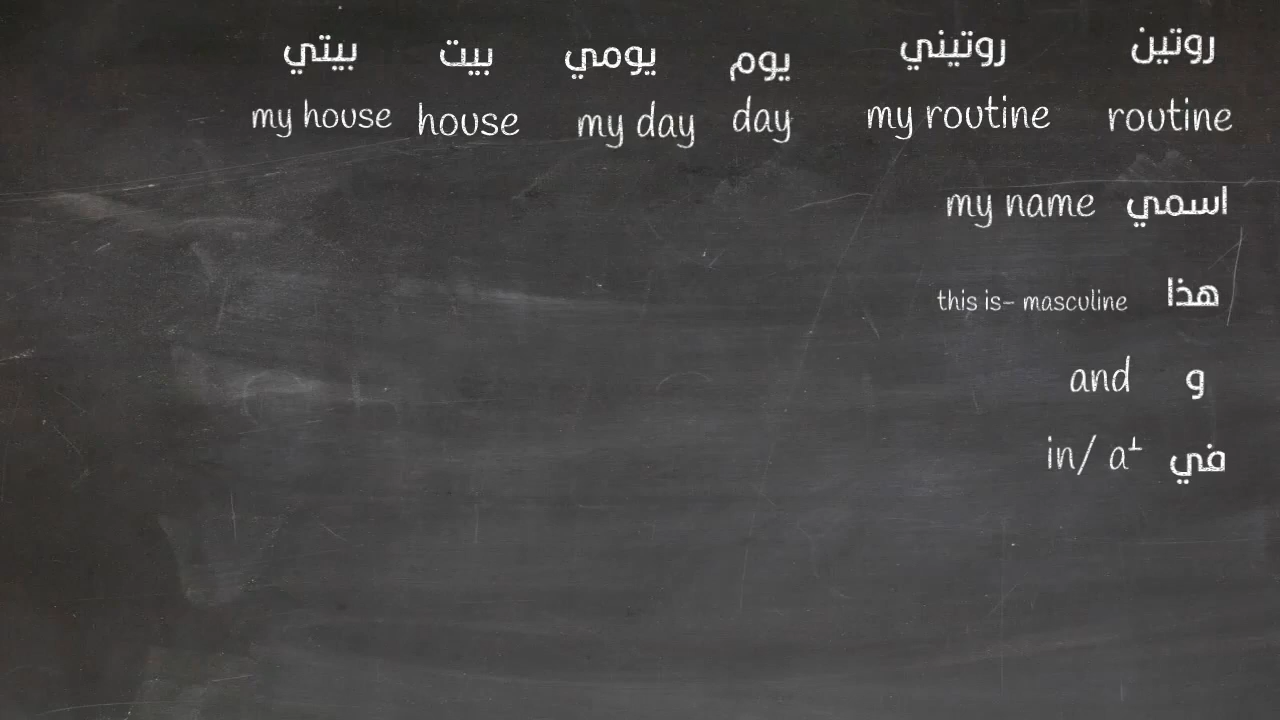 روتين روتيني يوم يومي بيت بيتي
routine my routine day my day house my house
اسمي my name
هذا this is- masculine
و and
في in/ at